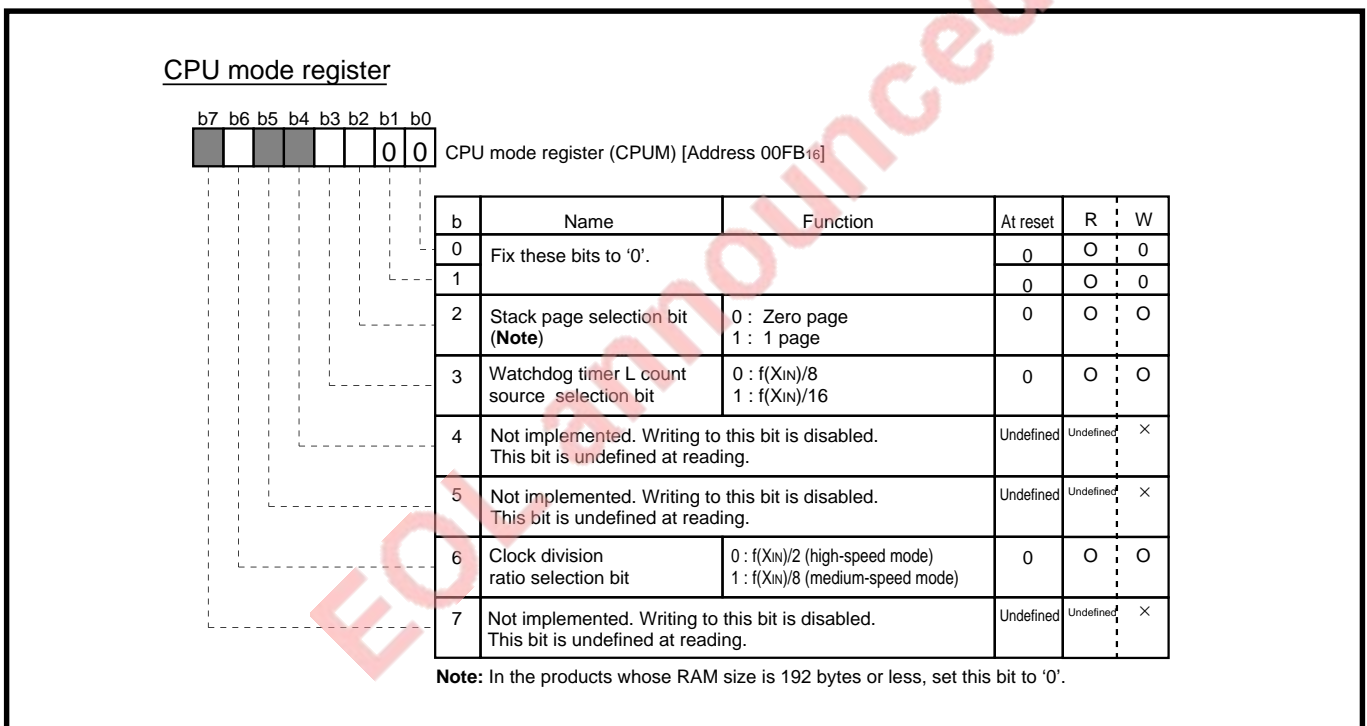 CPU mode register
b7 b6 b5 b4 b3 b2 b1 b0
0 0 CPU mode register (CPUM) [Address 00FB16]
b Name Function At reset R W
0 Fix these bits to ‘0’. 0 O 0
1 0 O 0
2 Stack page selection bit 0 : Zero page 0 O O
(Note) 1 : 1 page
3 Watchdog timer L count 0 : f(XIN)/8 0 O O
source selection bit 1 : f(XIN)/16
4 Not implemented. Writing to this bit is disabled. Undefined Undefined ×
This bit is undefined at reading.
5 Not implemented. Writing to this bit is disabled. Undefined Undefined ×
This bit is undefined at reading.
6 Clock division 0 : f(XIN)/2 (high-speed mode) 0 O O
ratio selection bit 1 : f(XIN)/8 (medium-speed mode)
7 Not implemented. Writing to this bit is disabled. Undefined Undefined ×
This bit is undefined at reading.
Note: In the products whose RAM size is 192 bytes or less, set this bit to ‘0’.
EOL announced